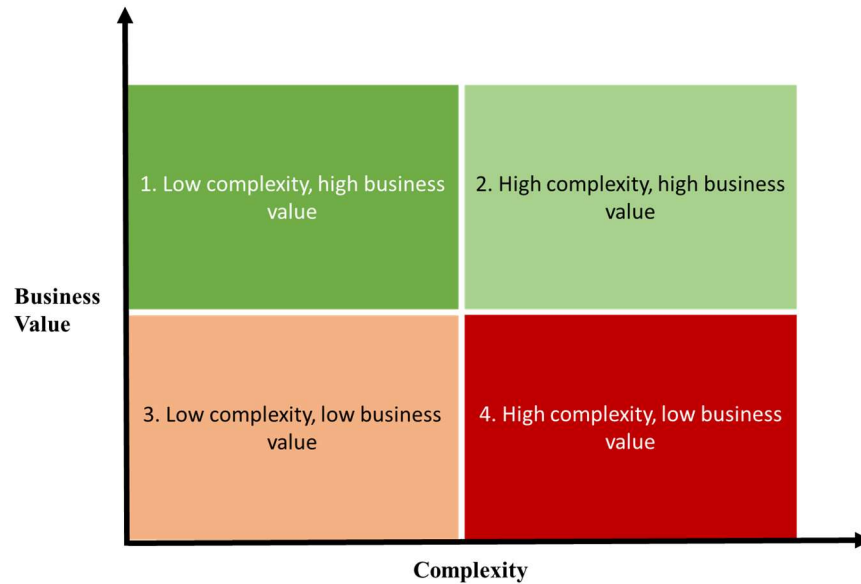 1. Low complexity, high business
value
2. High complexity, high business
value
Business
Value
3. Low complexity, low business
value
4. High complexity, low business
value
Complexity